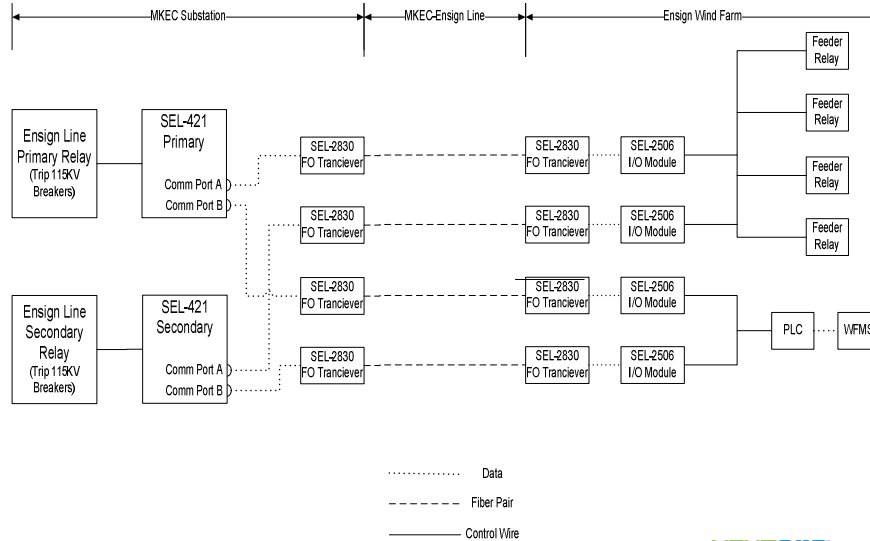 MKEC Substation
MKEC-Ensign Line
Ensign Wind Farm
Feeder
Relay
Feeder
Relay
Feeder
Relay
Feeder
Relay
Ensign Line
Primary Relay
(Trip 115KV
Breakers)
SEL-421
Primary
Comm Port A
Comm Port B
SEL-2830
FO Tranciever
SEL-2830
FO Tranciever
SEL-2506
I/O Module
SEL-2830
FO Tranciever
SEL-2830
FO Tranciever
SEL-2506
I/O Module
SEL-2830
FO Tranciever
SEL-2830
FO Tranciever
SEL-2506
I/O Module
Ensign Line
Secondary
Relay
(Trip 115KV
Breakers)
SEL-421
Secondary
Comm Port A
Comm Port B
SEL-2830
FO Tranciever
SEL-2830
FO Tranciever
SEL-2506
I/O Module
PLC
WFMS
Data
Fiber Pair
Control Wire